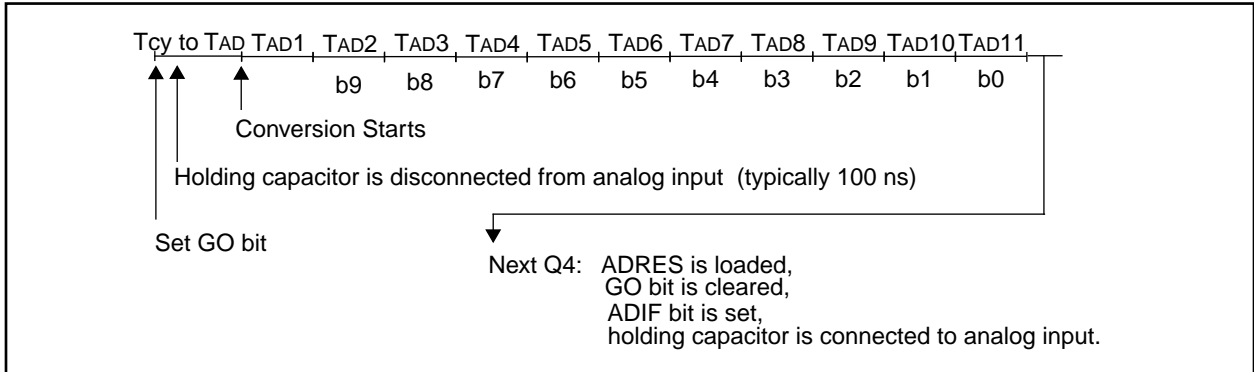 Tcy to TAD TAD1 TAD2 TAD3 TAD4 TAD5 TAD6 TAD7 TAD8 TAD9 TAD10 TAD11
b9 b8 b7 b6 b5 b4 b3 b2 b1 b0
Conversion Starts
Holding capacitor is disconnected from analog input (typically 100 ns)
Set GO bit
Next Q4: ADRES is loaded,
GO bit is cleared,
ADIF bit is set,
holding capacitor is connected to analog input.